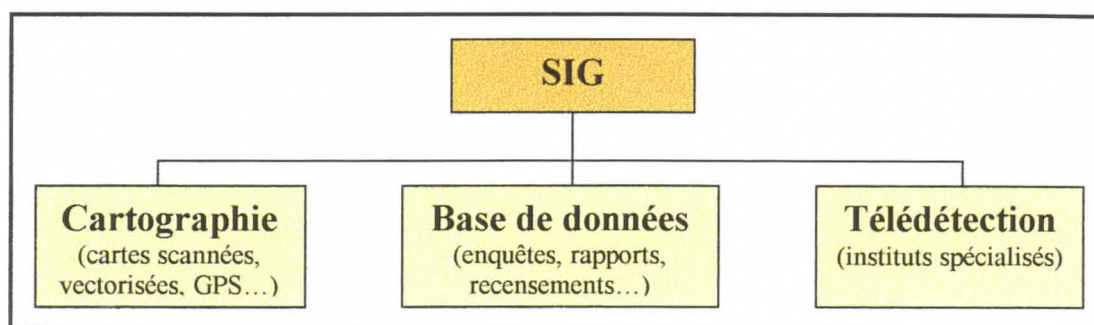 SIG
Cartographie
(cartes scannées,
vectorisées, GPS…)
Base de données
(enquêtes, rapports,
recensements…)
Télédétection
(instituts spécialisés)